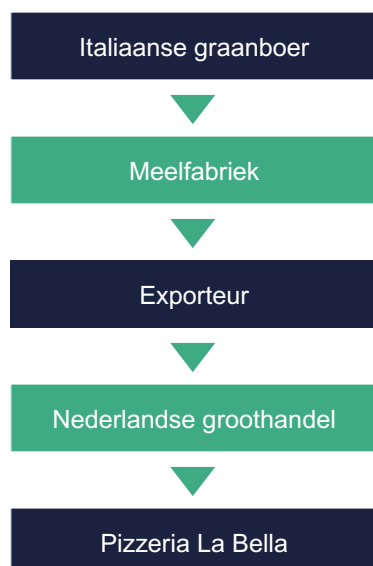 Italiaanse graanboer
Meelfabriek
Exporteur
Nederlandse groothandel
Pizzeria La Bella